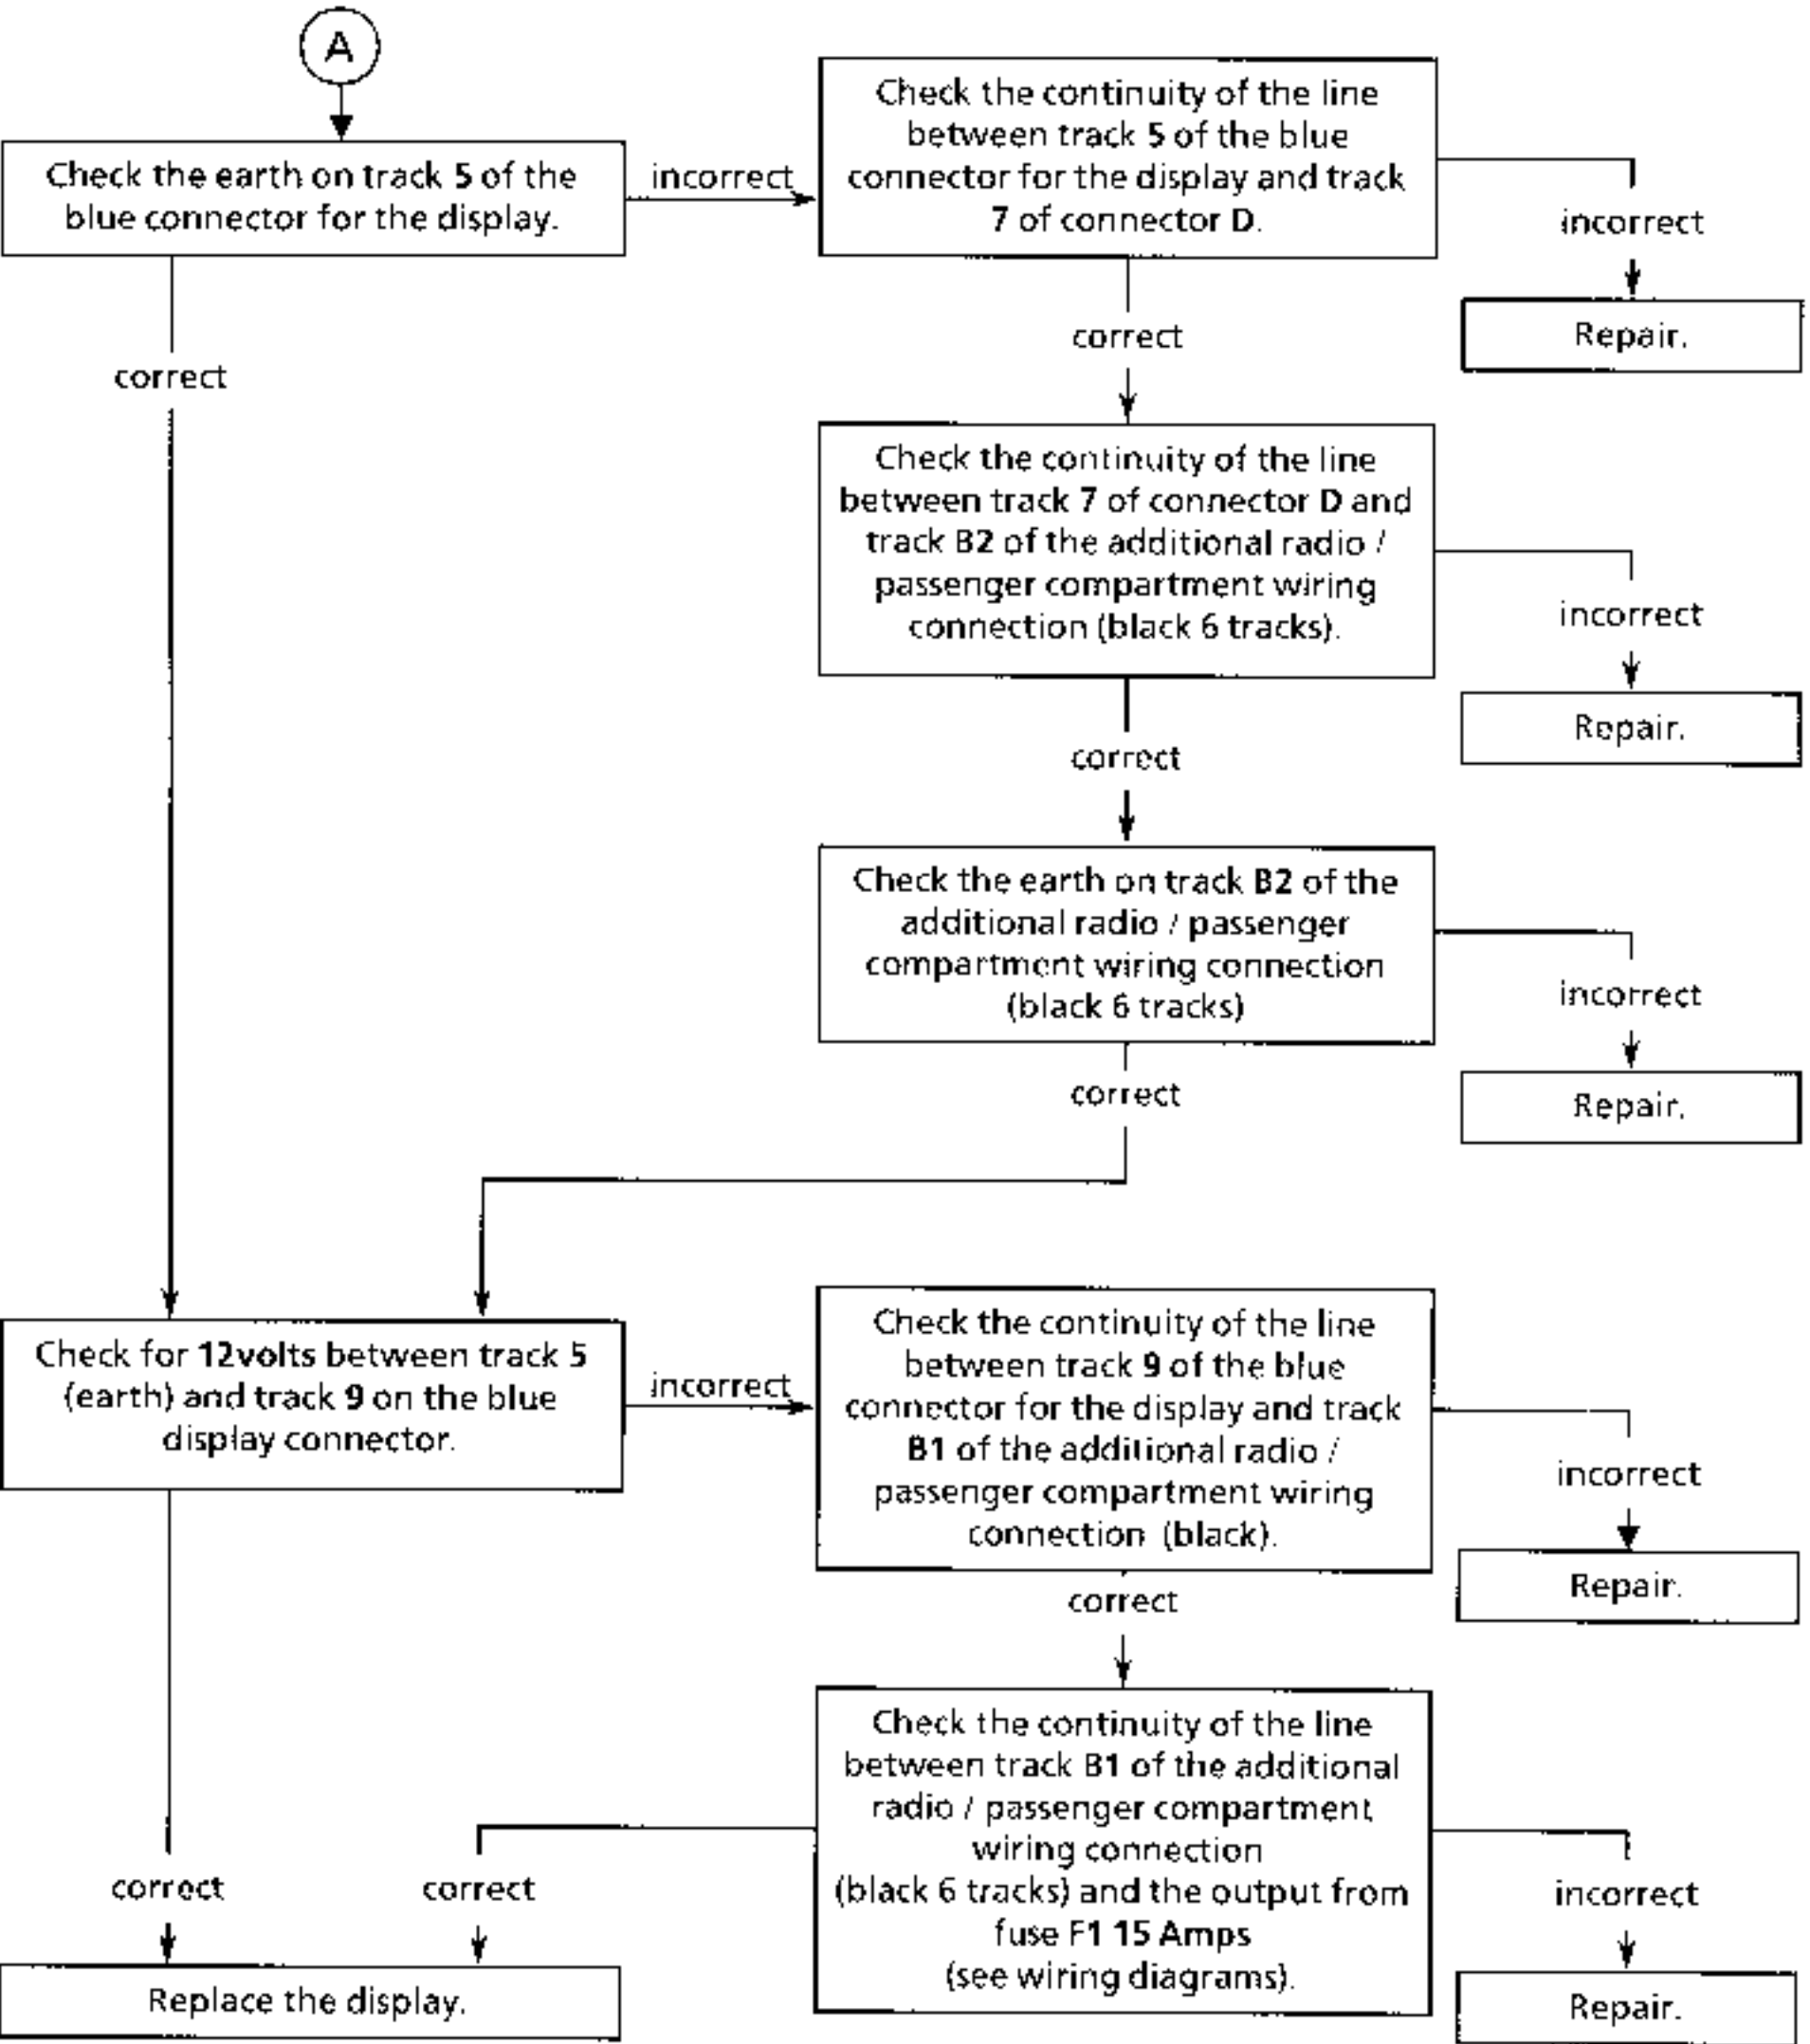 A
Check the earth on track 5 of the
blue connector for the display.
incorrect
Check the continuity of the line
between track 5 of the blue
connector for the display and track
7 of connector D.
incorrect
Repair.
correct
correct
Check the continuity of the line
between track 7 of connector D and
track B2 of the additional radio /
passenger compartment wiring
connection (black 6 tracks).
incorrect
Repair.
correct
Check the earth on track B2 of the
additional radio / passenger
compartment wiring connection
(black 6 tracks)
incorrect
Repair.
correct
Check for 12volts between track 5
(earth) and track 9 on the blue
display connector.
incorrect
Check the continuity of the line
between track 9 of the blue
connector for the display and track
B1 of the additional radio /
passenger compartment wiring
connection (black).
incorrect
Repair.
correct
Check the continuity of the line
between track B1 of the additional
radio / passenger compartment
wiring connection
(black 6 tracks) and the output from
fuse F1 15 Amps
(see wiring diagrams).
incorrect
Repair.
correct
correct
Replace the display.